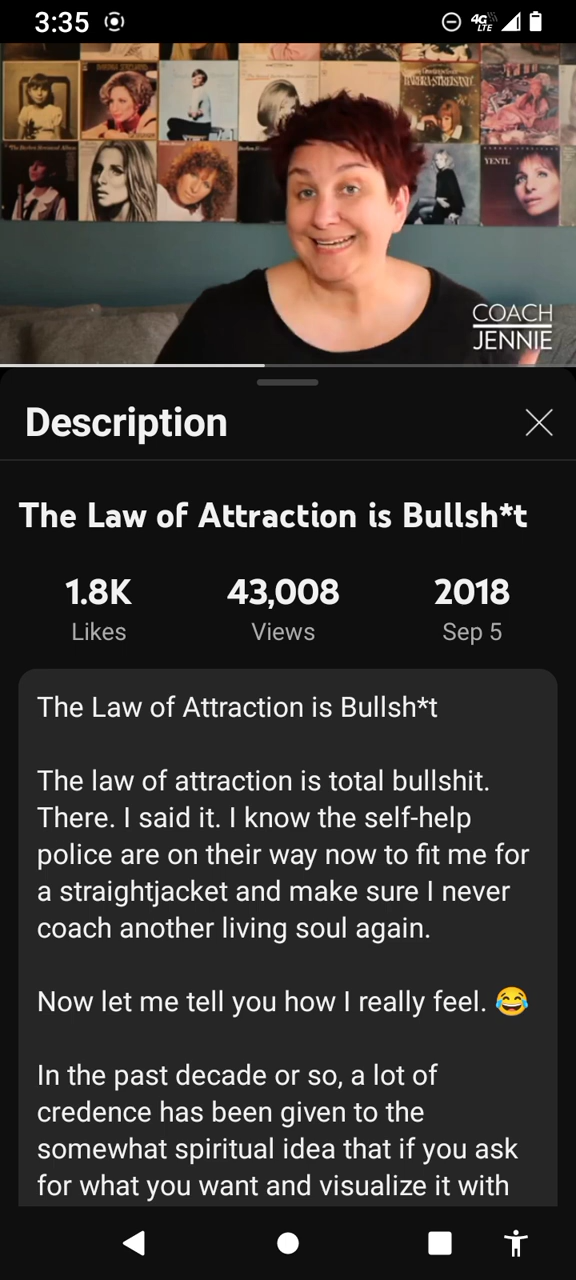 3:35
4G
LTE
BARBRA STREISAND
YENTL
COACH
JENNIE
Description
The Law of Attraction is Bullsh*t
1.8K
43,008
2018
Likes
Views
Sep 5
The Law of Attraction is Bullsh*t
The law of attraction is total bullshit.
There. I said it. I know the self-help
police are on their way now to fit me for
a straightjacket and make sure I never
coach another living soul again.
Now let me tell you how I really feel. 😂
In the past decade or so, a lot of
credence has been given to the
somewhat spiritual idea that if you ask
for what you want and visualize it with